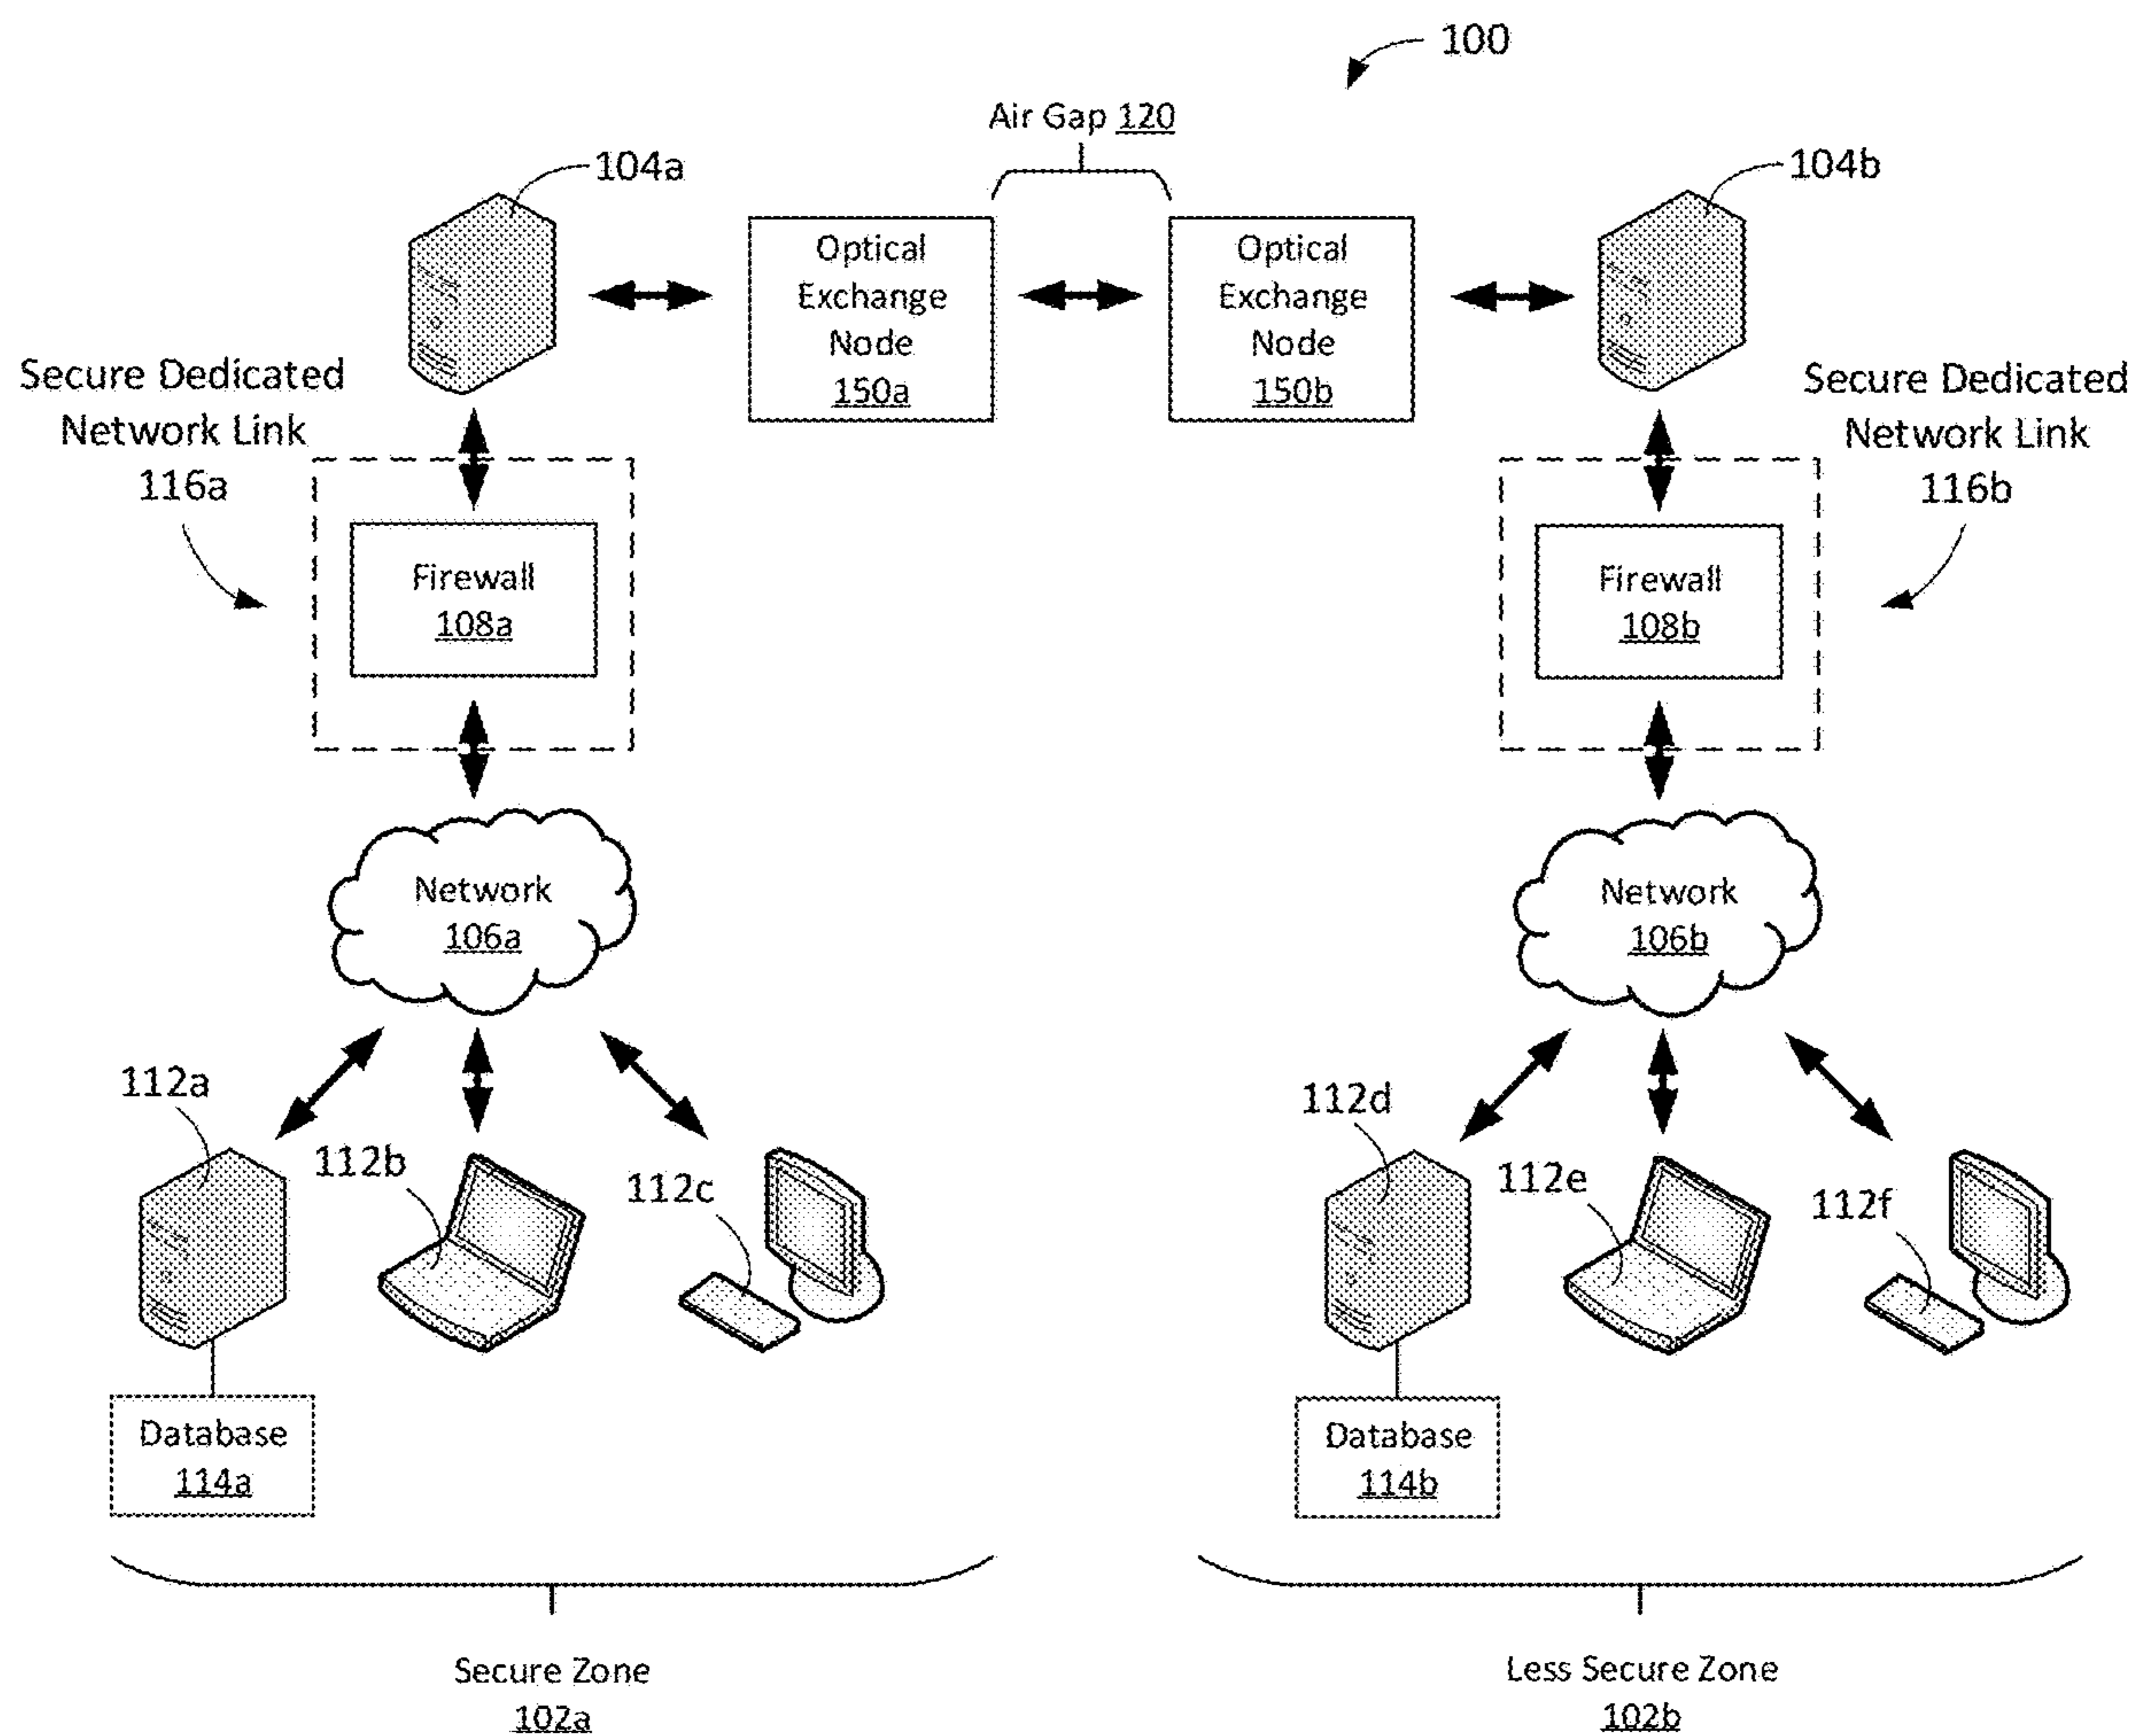 100
Air Gap 120
104a
104b
Optical
Exchange
Node
150a
Optical
Exchange
Node
150b
Secure Dedicated
Network Link
116a
Secure Dedicated
Network Link
116b
Firewall
108a
Firewall
108b
Network
106a
Network
106b
112a
112b
112c
112d
112e
112f
Database
114a
Database
114b
Secure Zone
102a
Less Secure Zone
102b